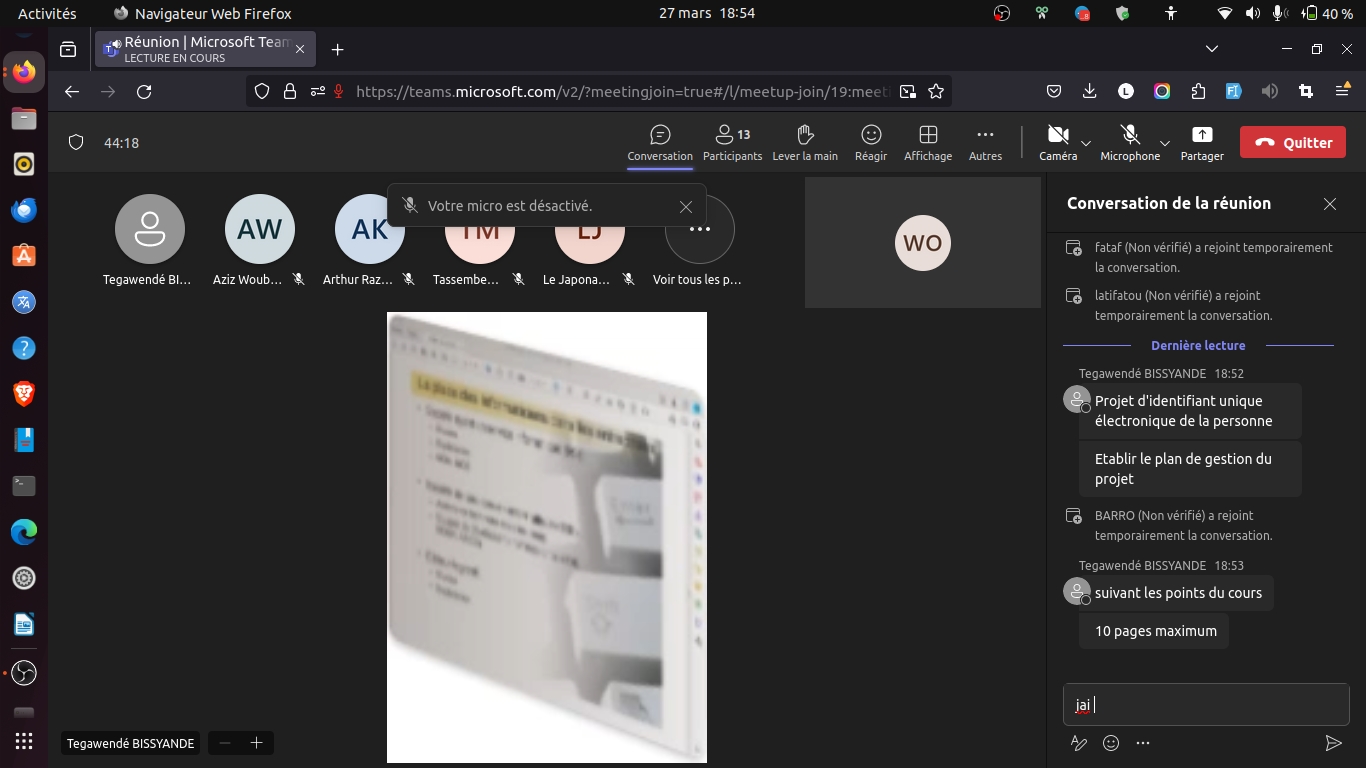 Activités
Navigateur Web Firefox
27 mars 18:54
40 %
Réunion | Microsoft Team
LECTURE EN COURS
https://teams.microsoft.com/v2/?meetingjoin=true#/l/meetup-join/19:meeti
44:18
Conversation
Participants 13
Lever la main
Réagir
Affichage
Autres
Caméra
Microphone
Partager
Quitter
Votre micro est désactivé.
AW
AK
TM
LJ
Tegawendé BI...
Aziz Woub...
Arthur Raz...
Tassembe...
Le Japona...
Voir tous les p...
WO
Tegawendé BISSYANDE
Conversation de la réunion
fataf (Non vérifié) a rejoint temporairement
la conversation.
latifatou (Non vérifié) a rejoint
temporairement la conversation.
Dernière lecture
Tegawendé BISSYANDE 18:52
Projet d'identifiant unique
électronique de la personne
Etablir le plan de gestion du
projet
BARRO (Non vérifié) a rejoint
temporairement la conversation.
Tegawendé BISSYANDE 18:53
suivant les points du cours
10 pages maximum
jai